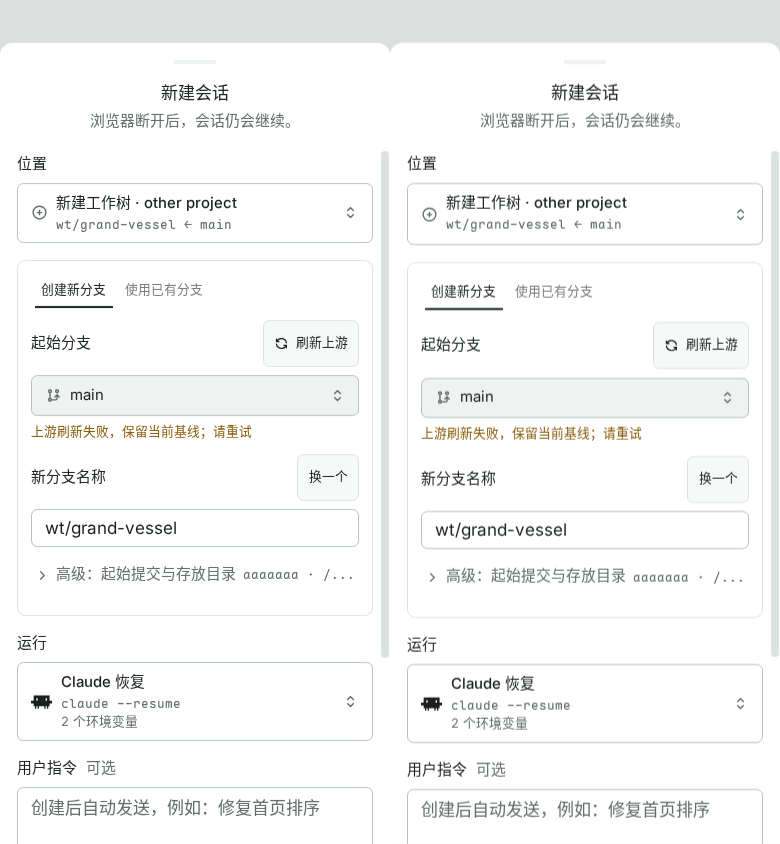 新建会话
浏览器断开后，会话仍会继续。
位置
新建工作树 · other project
wt/grand-vessel ← main
创建新分支 使用已有分支
起始分支 刷新上游
main
上游刷新失败，保留当前基线；请重试
新分支名称 换一个
wt/grand-vessel
高级：起始提交与存放目录 aaaaaaa · /...
运行
Claude 恢复
claude --resume
2 个环境变量
用户指令 可选
创建后自动发送，例如：修复首页排序
新建会话
浏览器断开后，会话仍会继续。
位置
新建工作树 · other project
wt/grand-vessel ← main
创建新分支 使用已有分支
起始分支 刷新上游
main
上游刷新失败，保留当前基线；请重试
新分支名称 换一个
wt/grand-vessel
高级：起始提交与存放目录 aaaaaaa · /...
运行
Claude 恢复
claude --resume
2 个环境变量
用户指令 可选
创建后自动发送，例如：修复首页排序